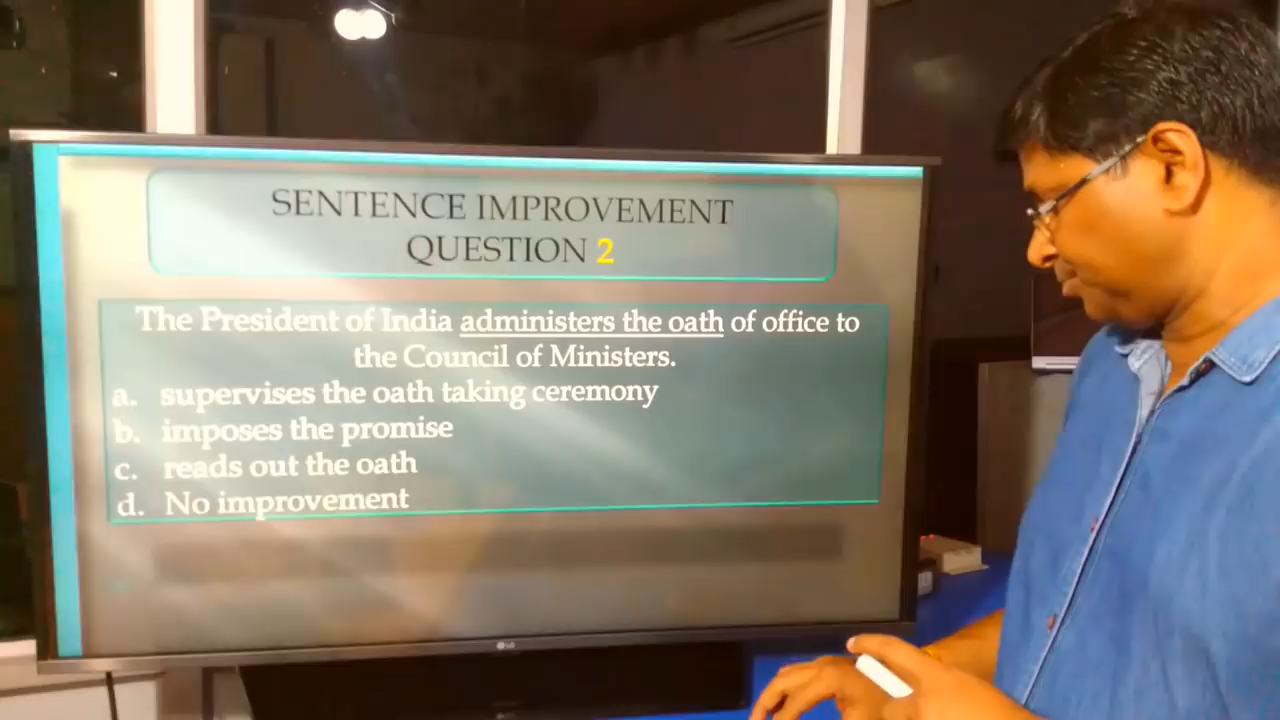 SENTENCE IMPROVEMENT
QUESTION 2
The President of India administers the oath of office to
the Council of Ministers.
a. supervises the oath taking ceremony
b. imposes the promise
c. reads out the oath
d. No improvement
LG